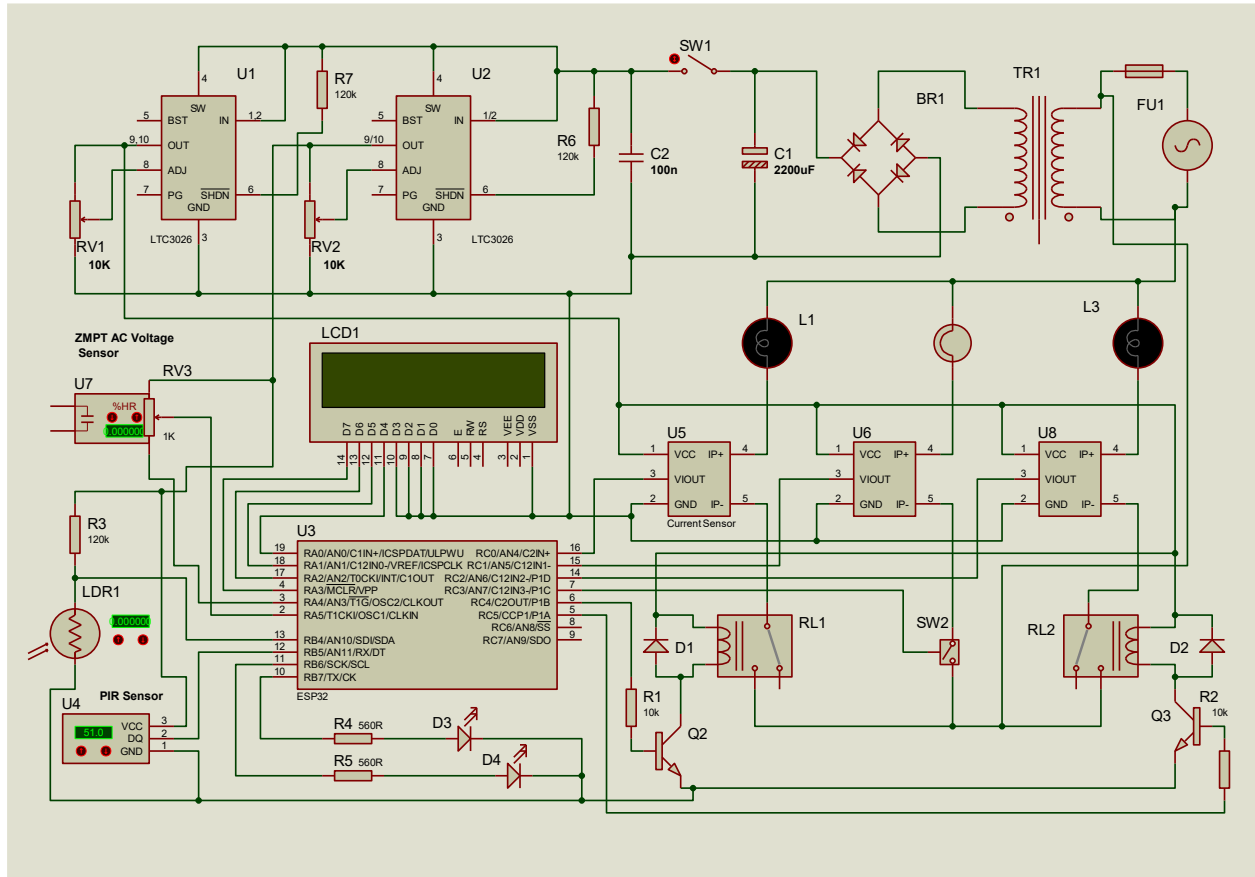 SW1
U1
R7
120k
U2
TR1
BR1
FU1
4
SW
5
BST
IN
1,2
9,10
OUT
8
ADJ
7
PG
SHDN
6
GND
3
LTC3026
4
SW
5
BST
IN
1/2
9/10
OUT
8
ADJ
7
PG
SHDN
6
GND
3
LTC3026
R6
120k
C2
100n
C1
2200uF
RV1
10K
RV2
10K
ZMPT AC Voltage
Sensor
LCD1
L1
L3
U7
RV3
%HR
0.000000
1K
D7
D6
D5
D4
D3
D2
D1
D0
E
RW
RS
VEE
VDD
VSS
14
13
12
11
10
9
8
7
6
5
4
3
2
1
U5
1
VCC
IP+
4
3
VIOUT
2
GND
IP-
5
Current Sensor
U6
1
VCC
IP+
4
3
VIOUT
2
GND
IP-
5
U8
1
VCC
IP+
4
3
VIOUT
2
GND
IP-
5
R3
120k
U3
19 RA0/AN0/C1IN+/ICSPDAT/ULPWU RC0/AN4/C2IN+ 16
18 RA1/AN1/C12IN0-/VREF/ICSPCLK RC1/AN5/C12IN1- 15
17 RA2/AN2/T0CKI/INT/C1OUT RC2/AN6/C12IN2-/P1D 14
4 RA3/MCLR/VPP RC3/AN7/C12IN3-/P1C 7
3 RA4/AN3/T1G/OSC2/CLKOUT RC4/C2OUT/P1B 6
2 RA5/T1CKI/OSC1/CLKIN RC5/CCP1/P1A 5
RC6/AN8/SS 8
13 RB4/AN10/SDI/SDA RC7/AN9/SDO 9
12 RB5/AN11/RX/DT
11 RB6/SCK/SCL
10 RB7/TX/CK
ESP32
LDR1
0.000000
D1
RL1
SW2
RL2
D2
PIR Sensor
U4
51.0
VCC 3
DQ 2
GND 1
R4 560R
D3
R5 560R
D4
R1
10k
Q2
Q3
R2
10k